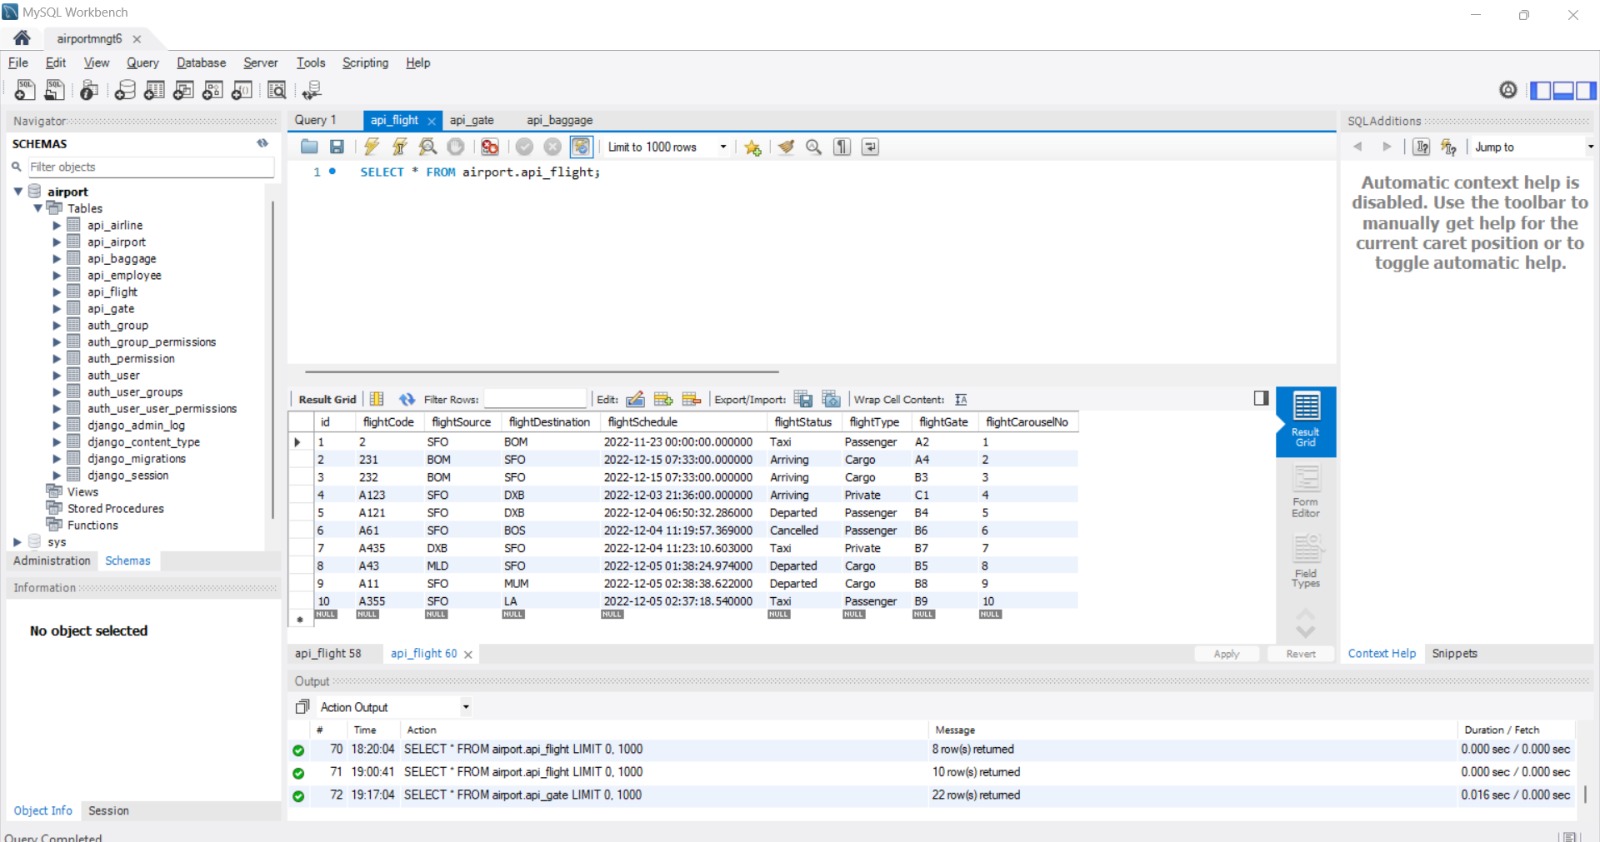 MySQL Workbench
airportmngt6
File Edit View Query Database Server Tools Scripting Help
Navigator
SCHEMAS
Filter objects
airport
Tables
api_airline
api_airport
api_baggage
api_employee
api_flight
api_gate
auth_group
auth_group_permissions
auth_permission
auth_user
auth_user_groups
auth_user_user_permissions
django_admin_log
django_content_type
django_migrations
django_session
Views
Stored Procedures
Functions
sys
Administration Schemas
Information
No object selected
Object Info Session
Query Completed
Query 1 api_flight api_gate api_baggage
Limit to 1000 rows
1 SELECT * FROM airport.api_flight;
Result Grid Filter Rows: Edit: Export/Import: Wrap Cell Content:
id flightCode flightSource flightDestination flightSchedule flightStatus flightType flightGate flightCarouselNo
1 2 SFO BOM 2022-11-23 00:00:00.000000 Taxi Passenger A2 1
2 231 BOM SFO 2022-12-15 07:33:00.000000 Arriving Cargo A4 2
3 232 BOM SFO 2022-12-15 07:33:00.000000 Arriving Cargo B3 3
4 A123 SFO DXB 2022-12-03 21:36:00.000000 Arriving Private C1 4
5 A121 SFO DXB 2022-12-04 06:50:32.286000 Departed Passenger B4 5
6 A61 SFO BOS 2022-12-04 11:19:57.369000 Cancelled Passenger B6 6
7 A435 DXB SFO 2022-12-04 11:23:10.603000 Taxi Private B7 7
8 A43 MLD SFO 2022-12-05 01:38:24.974000 Departed Cargo B5 8
9 A11 SFO MUM 2022-12-05 02:38:38.622000 Departed Cargo B8 9
10 A355 SFO LA 2022-12-05 02:37:18.540000 Taxi Passenger B9 10
NULL NULL NULL NULL NULL NULL NULL NULL NULL
Result
Grid
Form
Editor
Field
Types
api_flight 58 api_flight 60 Apply Revert
Output
Action Output
# Time Action Message Duration / Fetch
70 18:20:04 SELECT * FROM airport.api_flight LIMIT 0, 1000 8 row(s) returned 0.000 sec / 0.000 sec
71 19:00:41 SELECT * FROM airport.api_flight LIMIT 0, 1000 10 row(s) returned 0.000 sec / 0.000 sec
72 19:17:04 SELECT * FROM airport.api_gate LIMIT 0, 1000 22 row(s) returned 0.016 sec / 0.000 sec
SQLAdditions
Jump to
Automatic context help is
disabled. Use the toolbar to
manually get help for the
current caret position or to
toggle automatic help.
Context Help Snippets